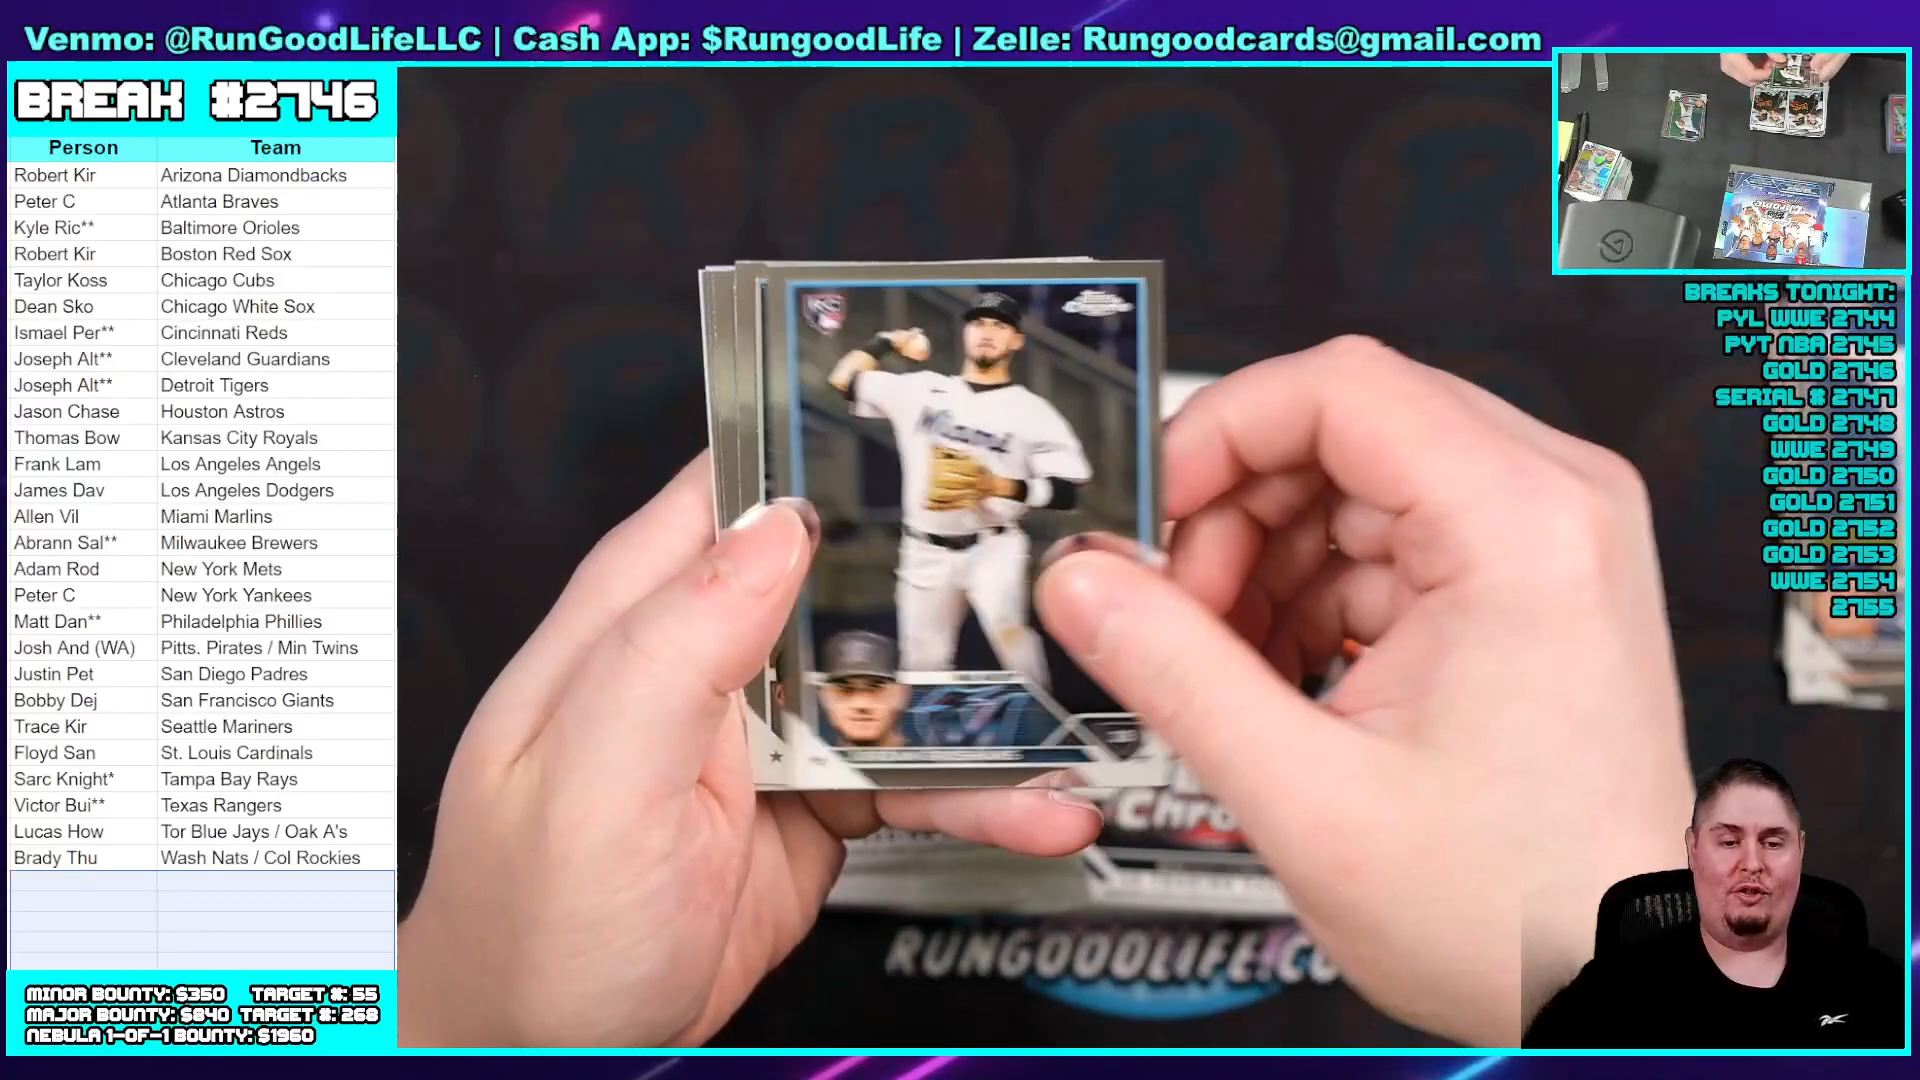 Venmo: @RunGoodLifeLLC | Cash App: $RungoodLife | Zelle: Rungoodcards@gmail.com
BREAK #2746
Person Team
Robert Kir Arizona Diamondbacks
Peter C Atlanta Braves
Kyle Ric** Baltimore Orioles
Robert Kir Boston Red Sox
Taylor Koss Chicago Cubs
Dean Sko Chicago White Sox
Ismael Per** Cincinnati Reds
Joseph Alt** Cleveland Guardians
Joseph Alt** Detroit Tigers
Jason Chase Houston Astros
Thomas Bow Kansas City Royals
Frank Lam Los Angeles Angels
James Dav Los Angeles Dodgers
Allen Vil Miami Marlins
Abrann Sal** Milwaukee Brewers
Adam Rod New York Mets
Peter C New York Yankees
Matt Dan** Philadelphia Phillies
Josh And (WA) Pitts. Pirates / Min Twins
Justin Pet San Diego Padres
Bobby Dej San Francisco Giants
Trace Kir Seattle Mariners
Floyd San St. Louis Cardinals
Sarc Knight* Tampa Bay Rays
Victor Bui** Texas Rangers
Lucas How Tor Blue Jays / Oak A's
Brady Thu Wash Nats / Col Rockies
MINOR BOUNTY: $350 TARGET #: 55
MAJOR BOUNTY: $840 TARGET #: 268
NEBULA 1-OF-1 BOUNTY: $1960
BREAKS TONIGHT:
PYL WWE 2744
PYT NBA 2745
GOLD 2746
SERIAL # 2747
GOLD 2748
WWE 2749
GOLD 2750
GOLD 2751
GOLD 2752
GOLD 2753
WWE 2754
2755
RC
Miami
Chro
RUNGOODLIFE.CO